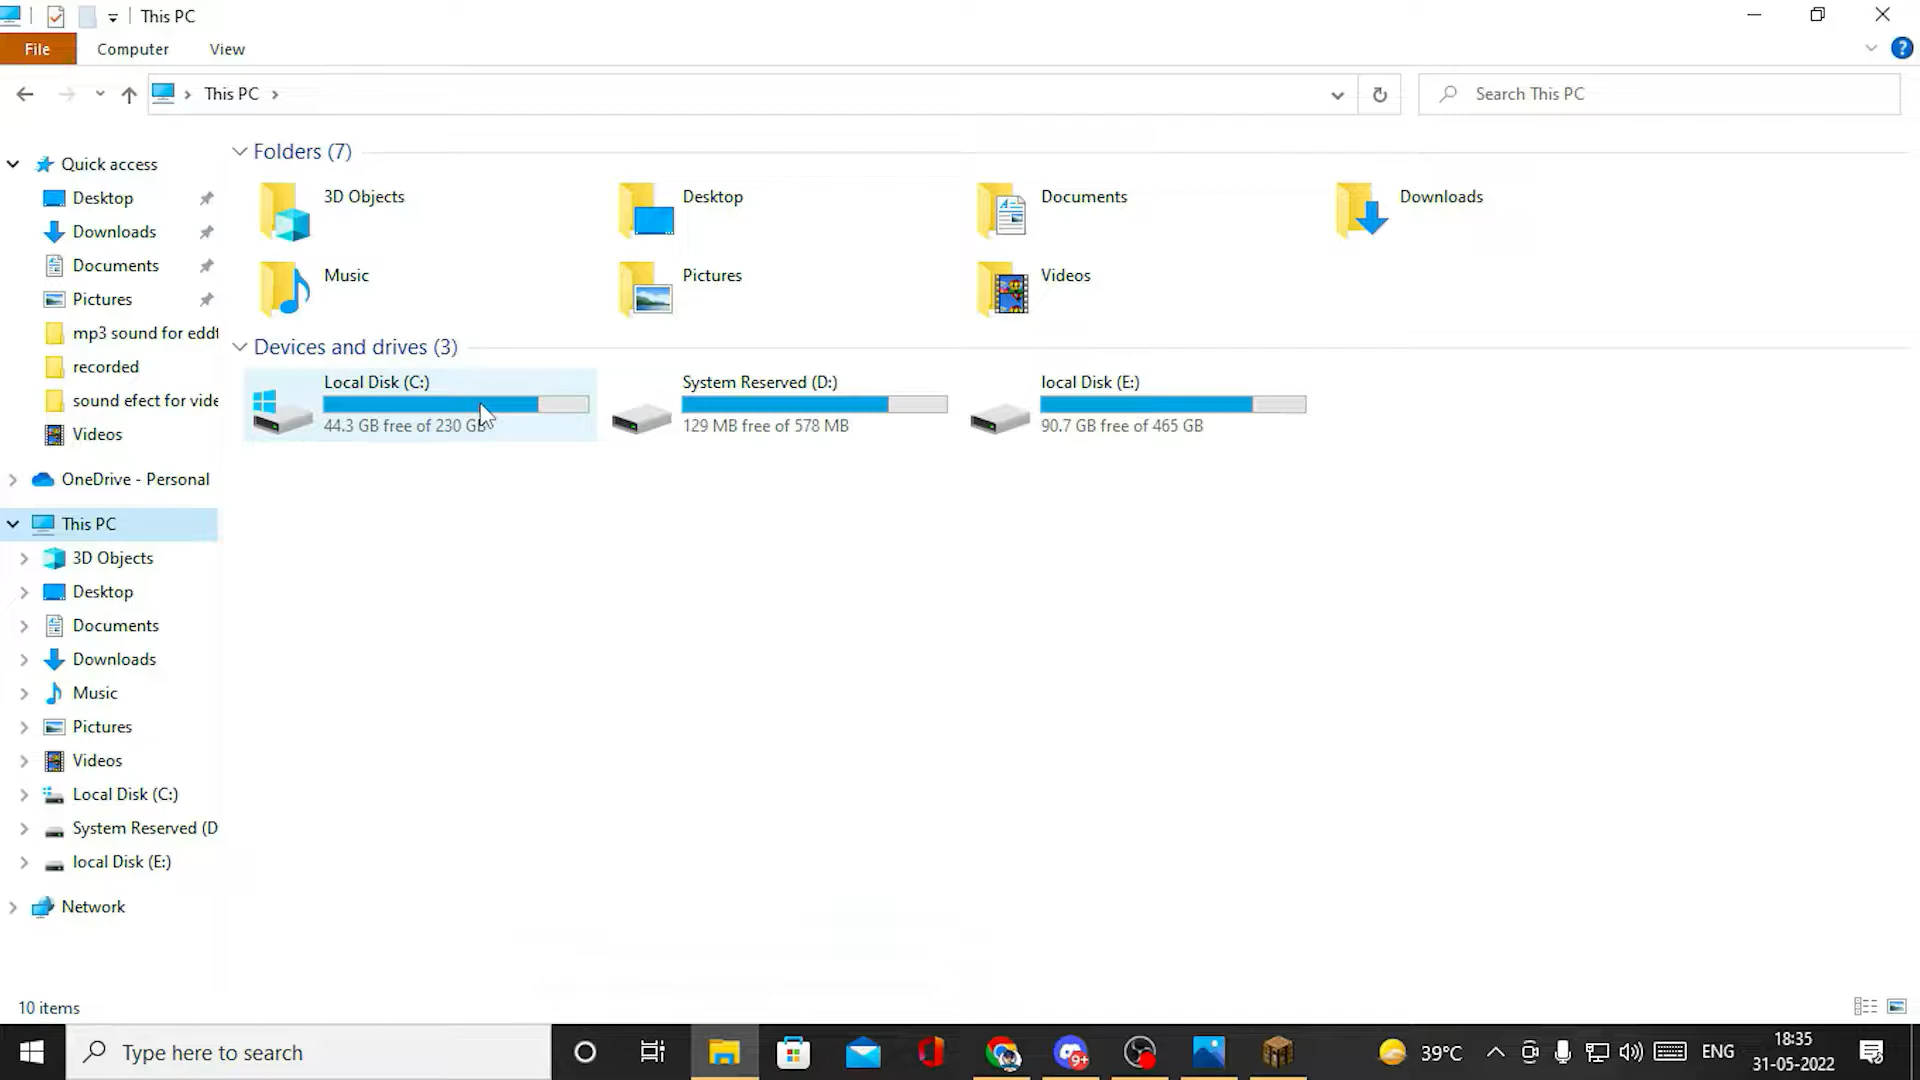 This PC
File Computer View
This PC
Search This PC
Quick access
Desktop
Downloads
Documents
Pictures
mp3 sound for eddt
recorded
sound efect for vide
Videos
OneDrive - Personal
This PC
3D Objects
Desktop
Documents
Downloads
Music
Pictures
Videos
Local Disk (C:)
System Reserved (D
local Disk (E:)
Network
Folders (7)
3D Objects
Desktop
Documents
Downloads
Music
Pictures
Videos
Devices and drives (3)
Local Disk (C:)
44.3 GB free of 230 GB
System Reserved (D:)
129 MB free of 578 MB
local Disk (E:)
90.7 GB free of 465 GB
10 items
Type here to search
9+
39°C
ENG
18:35
31-05-2022